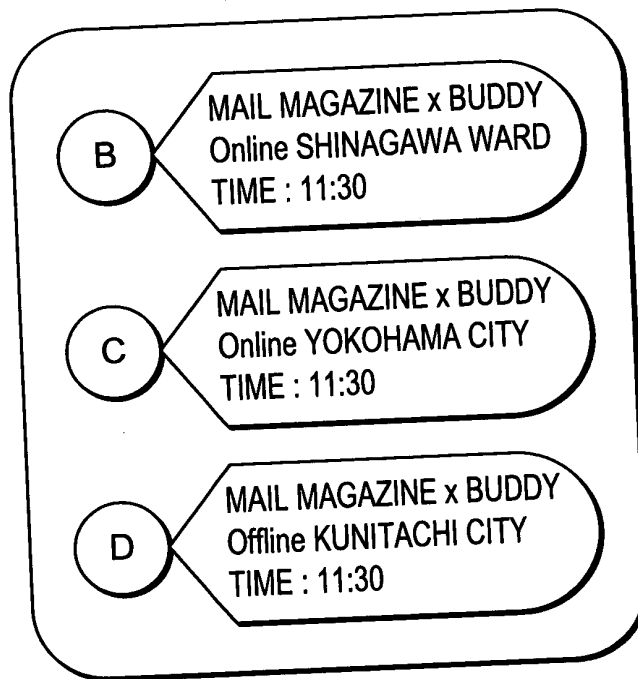 B
MAIL MAGAZINE x BUDDY
Online SHINAGAWA WARD
TIME : 11:30
C
MAIL MAGAZINE x BUDDY
Online YOKOHAMA CITY
TIME : 11:30
D
MAIL MAGAZINE x BUDDY
Offline KUNITACHI CITY
TIME : 11:30